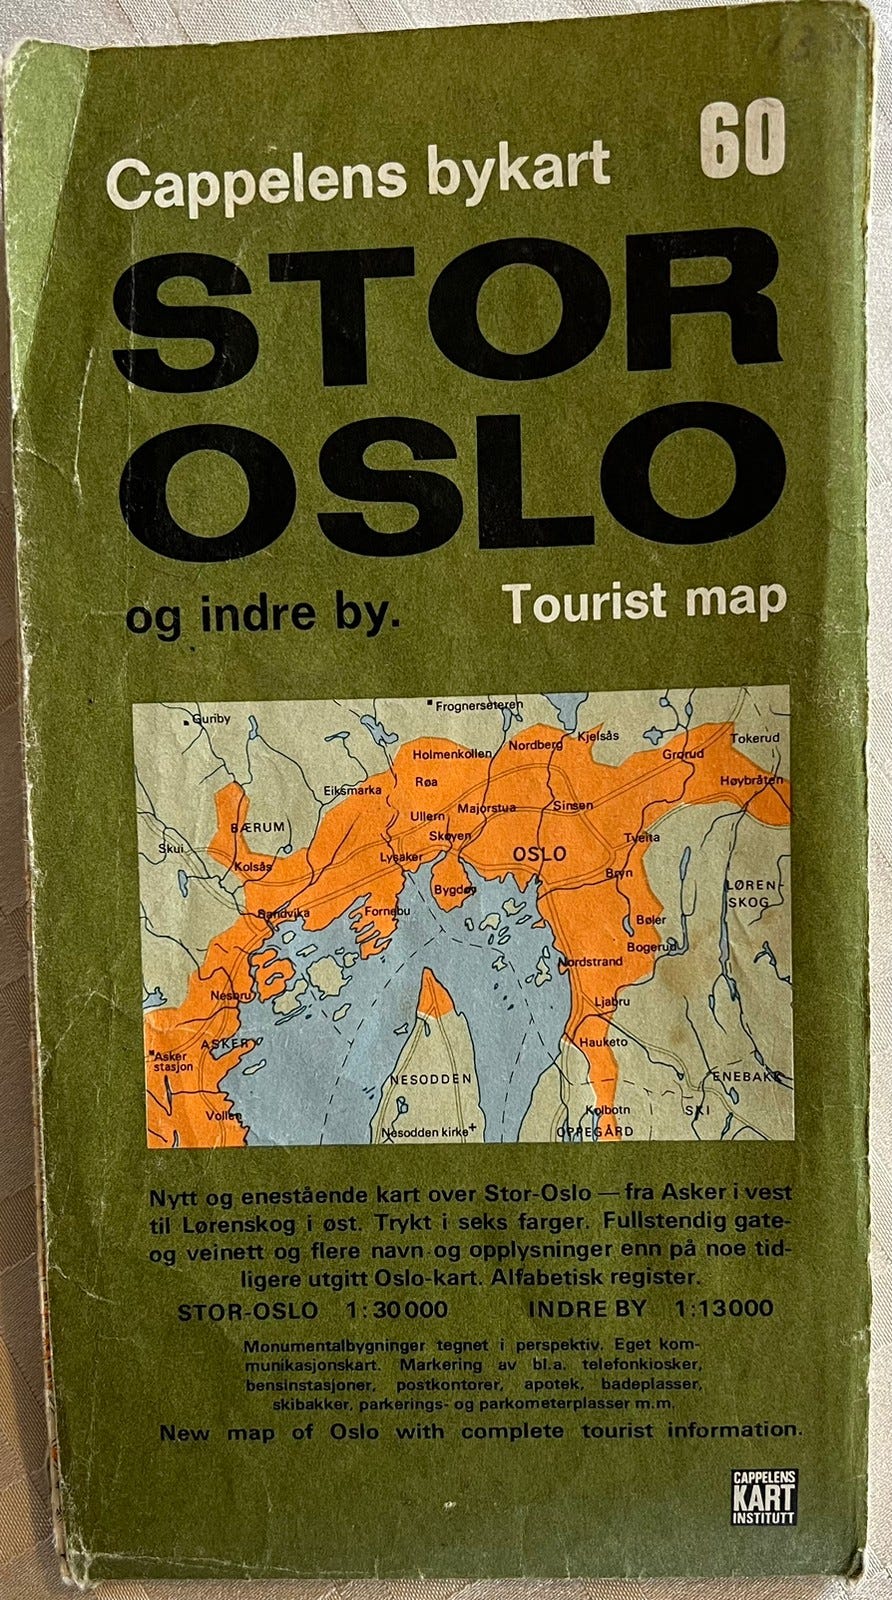 Cappelens bykart 60
STOR
OSLO
og indre by. Tourist map
Frognerseteren
Guriby
Kjelsås
Tokerud
Nordberg
Holmenkollen
Grorud
Røa
Høybråten
Eiksmarka
Majorstua
Sinsen
Ullern
BÆRUM
Skøyen
Tveita
Skui
Lysaker
OSLO
Kolsås
Bryn
Bygdøy
LØREN-
SKOG
Sandvika
Fornebu
Bøler
Bogerud
Nordstrand
Nesbru
Ljabru
ASKER
Hauketo
Asker
stasjon
NESODDEN
ENEBAKK
Vollen
Kolbotn
SKI
Nesodden kirke
OPPEGÅRD
Nytt og enestående kart over Stor-Oslo — fra Asker i vest
til Lørenskog i øst. Trykt i seks farger. Fullstendig gate-
og veinett og flere navn og opplysninger enn på noe tid-
ligere utgitt Oslo-kart. Alfabetisk register.
STOR-OSLO 1:30000 INDRE BY 1:13000
Monumentalbygninger tegnet i perspektiv. Eget kom-
munikasjonskart. Markering av bl.a. telefonkiosker,
bensinstasjoner, postkontorer, apotek, badeplasser,
skibakker, parkerings- og parkometerplasser m.m.
New map of Oslo with complete tourist information.
CAPPELENS
KART
INSTITUTT